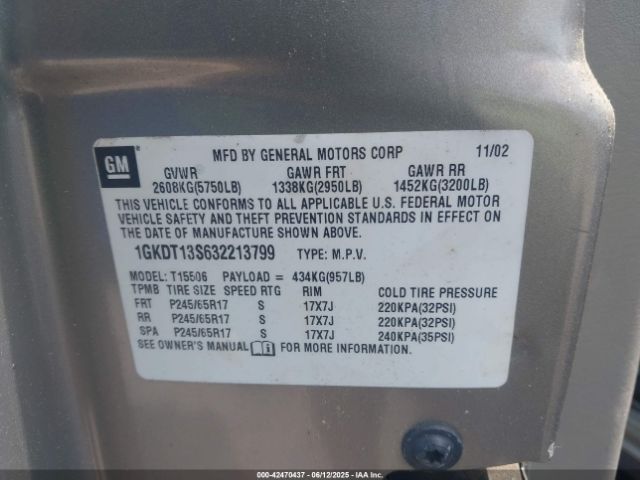 GM
MFD BY GENERAL MOTORS CORP 11/02
GVWR GAWR FRT GAWR RR
2608KG(5750LB) 1338KG(2950LB) 1452KG(3200LB)
THIS VEHICLE CONFORMS TO ALL APPLICABLE U.S. FEDERAL MOTOR
VEHICLE SAFETY AND THEFT PREVENTION STANDARDS IN EFFECT ON
THE DATE OF MANUFACTURE SHOWN ABOVE.
1GKDT13S632213799 TYPE: M.P.V.
MODEL: T15506 PAYLOAD = 434KG(957LB)
TPMB TIRE SIZE SPEED RTG RIM COLD TIRE PRESSURE
FRT P245/65R17 S 17X7J 220KPA(32PSI)
RR P245/65R17 S 17X7J 220KPA(32PSI)
SPA P245/65R17 S 17X7J 240KPA(35PSI)
SEE OWNER'S MANUAL FOR MORE INFORMATION.
000-42470437 - 06/12/2025 - IAAI.com